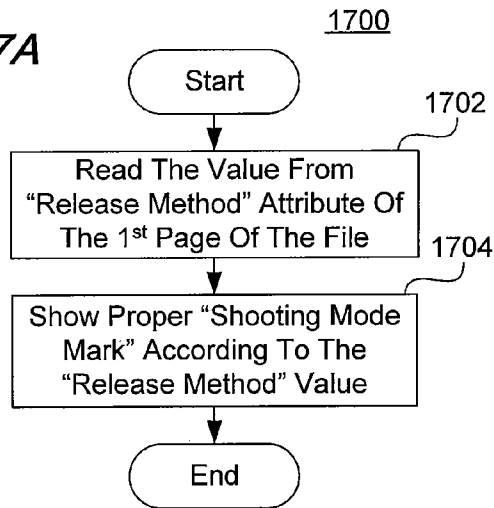 7A
1700
Start
1702
Read The Value From
“Release Method” Attribute Of
The 1st Page Of The File
1704
Show Proper “Shooting Mode
Mark” According To The
“Release Method” Value
End